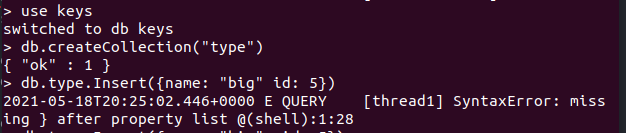 > use keys
switched to db keys
> db.createCollection("type")
{ "ok" : 1 }
> db.type.Insert({name: "big" id: 5})
2021-05-18T20:25:02.446+0000 E QUERY    [thread1] SyntaxError: miss
ing } after property list @(shell):1:28